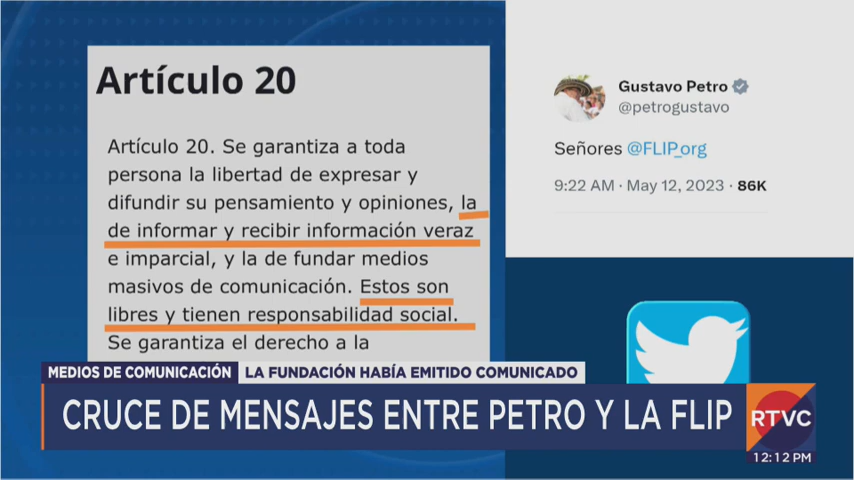 Artículo 20
Artículo 20. Se garantiza a toda
persona la libertad de expresar y
difundir su pensamiento y opiniones, la
de informar y recibir información veraz
e imparcial, y la de fundar medios
masivos de comunicación. Estos son
libres y tienen responsabilidad social.
Se garantiza el derecho a la
Gustavo Petro
@petrogustavo
Señores @FLIP_org
9:22 AM · May 12, 2023 · 86K
MEDIOS DE COMUNICACIÓN LA FUNDACIÓN HABÍA EMITIDO COMUNICADO
CRUCE DE MENSAJES ENTRE PETRO Y LA FLIP
RTVC
12:12 PM